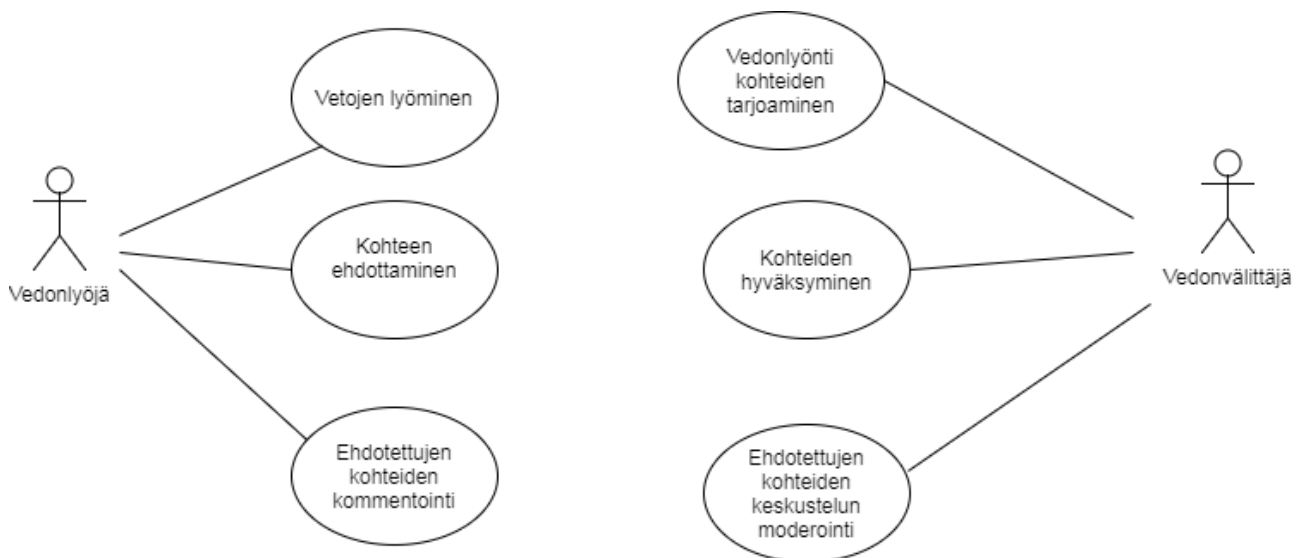 Vetojen lyöminen
Kohteen
ehdottaminen
Vedonlyöjä
Ehdotettujen
kohteiden
kommentointi
Vedonlyönti
kohteiden
tarjoaminen
Kohteiden
hyväksyminen
Vedonvälittäjä
Ehdotettujen
kohteiden
keskustelun
moderointi